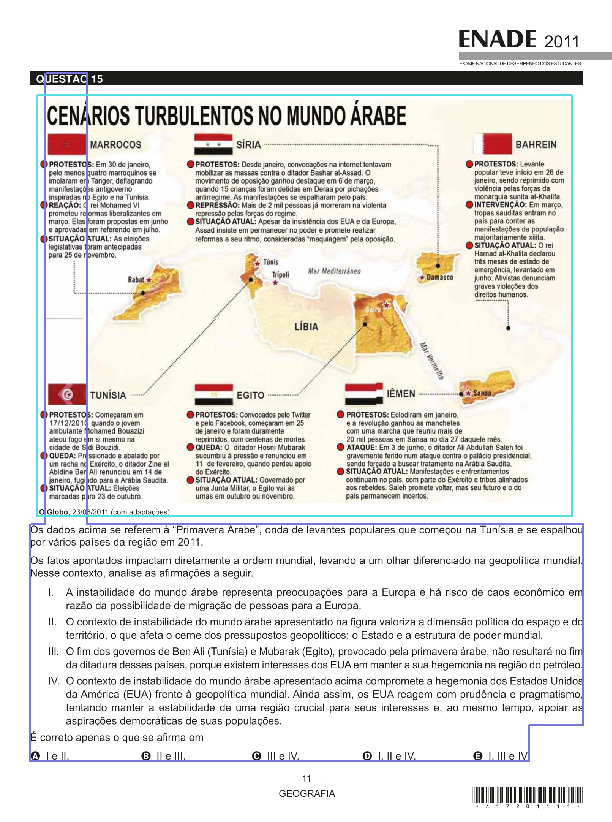 ENADE 2011
EXAME NACIONAL DE DESEMPENHO DOS ESTUDANTES
QUESTÃO 15
CENÁRIOS TURBULENTOS NO MUNDO ÁRABE
MARROCOS
PROTESTOS: Em 30 de janeiro,
pelo menos quatro marroquinos se
imolaram em Tanger, deflagrando
manifestações antigoverno
inspiradas no Egito e na Tunísia.
REAÇÃO: O rei Mohamed VI
prometeu reformas liberalizantes em
março. Elas foram propostas em junho
e aprovadas em referendo em julho.
SITUAÇÃO ATUAL: As eleições
legislativas foram antecipadas
para 25 de novembro.
SÍRIA
PROTESTOS: Desde janeiro, convocações na internet tentavam
mobilizar as massas contra o ditador Bashar al-Assad. O
movimento de oposição ganhou destaque em 6 de março,
quando 15 crianças foram detidas em Deraa por pichações
antirregime. As manifestações se espalharam pelo país.
REPRESSÃO: Mais de 2 mil pessoas já morreram na violenta
repressão pelas forças do regime.
SITUAÇÃO ATUAL: Apesar da insistência dos EUA e da Europa,
Assad insiste em permanecer no poder e promete realizar
reformas a seu ritmo, consideradas "maquiagem" pela oposição.
BAHREIN
PROTESTOS: Levante
popular teve início em 26 de
janeiro, sendo reprimido com
violência pelas forças da
monarquia sunita al-Khalifa.
INTERVENÇÃO: Em março,
tropas sauditas entram no
país para conter as
manifestações da população
majoritariamente xiita.
SITUAÇÃO ATUAL: O rei
Hamad al-Khalita declarou
três meses de estado de
emergência, levantado em
junho. Ativistas denunciam
graves violações dos
direitos humanos.
Rabat
Túnis
Trípoli
Mar Mediterrâneo
Damasco
LÍBIA
Cairo
Mar Vermelho
Sanaa
TUNÍSIA
PROTESTOS: Começaram em
17/12/2010, quando o jovem
ambulante Mohamed Bouazizi
ateou fogo em si mesmo na
cidade de Sidi Bouzid.
QUEDA: Pressionado e abalado por
um racha no Exército, o ditador Zine el
Abidine Ben Ali renunciou em 14 de
janeiro, fugindo para a Arábia Saudita.
SITUAÇÃO ATUAL: Eleições
marcadas para 23 de outubro.
EGITO
PROTESTOS: Convocados pelo Twitter
e pelo Facebook, começaram em 25
de janeiro e foram duramente
reprimidos, com centenas de mortes.
QUEDA: O ditador Hosni Mubarak
sucumbiu à pressão e renunciou em
11 de fevereiro, quando perdeu apoio
do Exército.
SITUAÇÃO ATUAL: Governado por
uma Junta Militar, o Egito vai às
urnas em outubro ou novembro.
IÊMEN
PROTESTOS: Eclodiram em janeiro,
e a revolução ganhou as manchetes
com uma marcha que reuniu mais de
20 mil pessoas em Sanaa no dia 27 daquele mês.
ATAQUE: Em 3 de junho, o ditador Ali Abdullah Saleh foi
gravemente ferido num ataque contra o palácio presidencial,
sendo forçado a buscar tratamento na Arábia Saudita.
SITUAÇÃO ATUAL: Manifestações e enfrentamentos
continuam no país, com parte do Exército e tribos alinhados
aos rebeldes. Saleh promete voltar, mas seu futuro e o do
país permanecem incertos.
O Globo, 23/08/2011 (com adaptações)
Os dados acima se referem à "Primavera Árabe", onda de levantes populares que começou na Tunísia e se espalhou
por vários países da região em 2011.
Os fatos apontados impactam diretamente a ordem mundial, levando a um olhar diferenciado na geopolítica mundial.
Nesse contexto, analise as afirmações a seguir.
I. A instabilidade do mundo árabe representa preocupações para a Europa e há risco de caos econômico em
razão da possibilidade de migração de pessoas para a Europa.
II. O contexto de instabilidade do mundo árabe apresentado na figura valoriza a dimensão política do espaço e do
território, o que afeta o cerne dos pressupostos geopolíticos: o Estado e a estrutura de poder mundial.
III. O fim dos governos de Ben Ali (Tunísia) e Mubarak (Egito), provocado pela primavera árabe, não resultará no fim
da ditadura desses países, porque existem interesses dos EUA em manter a sua hegemonia na região do petróleo.
IV. O contexto de instabilidade do mundo árabe apresentado acima compromete a hegemonia dos Estados Unidos
da América (EUA) frente à geopolítica mundial. Ainda assim, os EUA reagem com prudência e pragmatismo,
tentando manter a estabilidade de uma região crucial para seus interesses e, ao mesmo tempo, apoiar as
aspirações democráticas de suas populações.
É correto apenas o que se afirma em
A I e II. B II e III. C III e IV. D I, II e IV. E I, III e IV
11
GEOGRAFIA